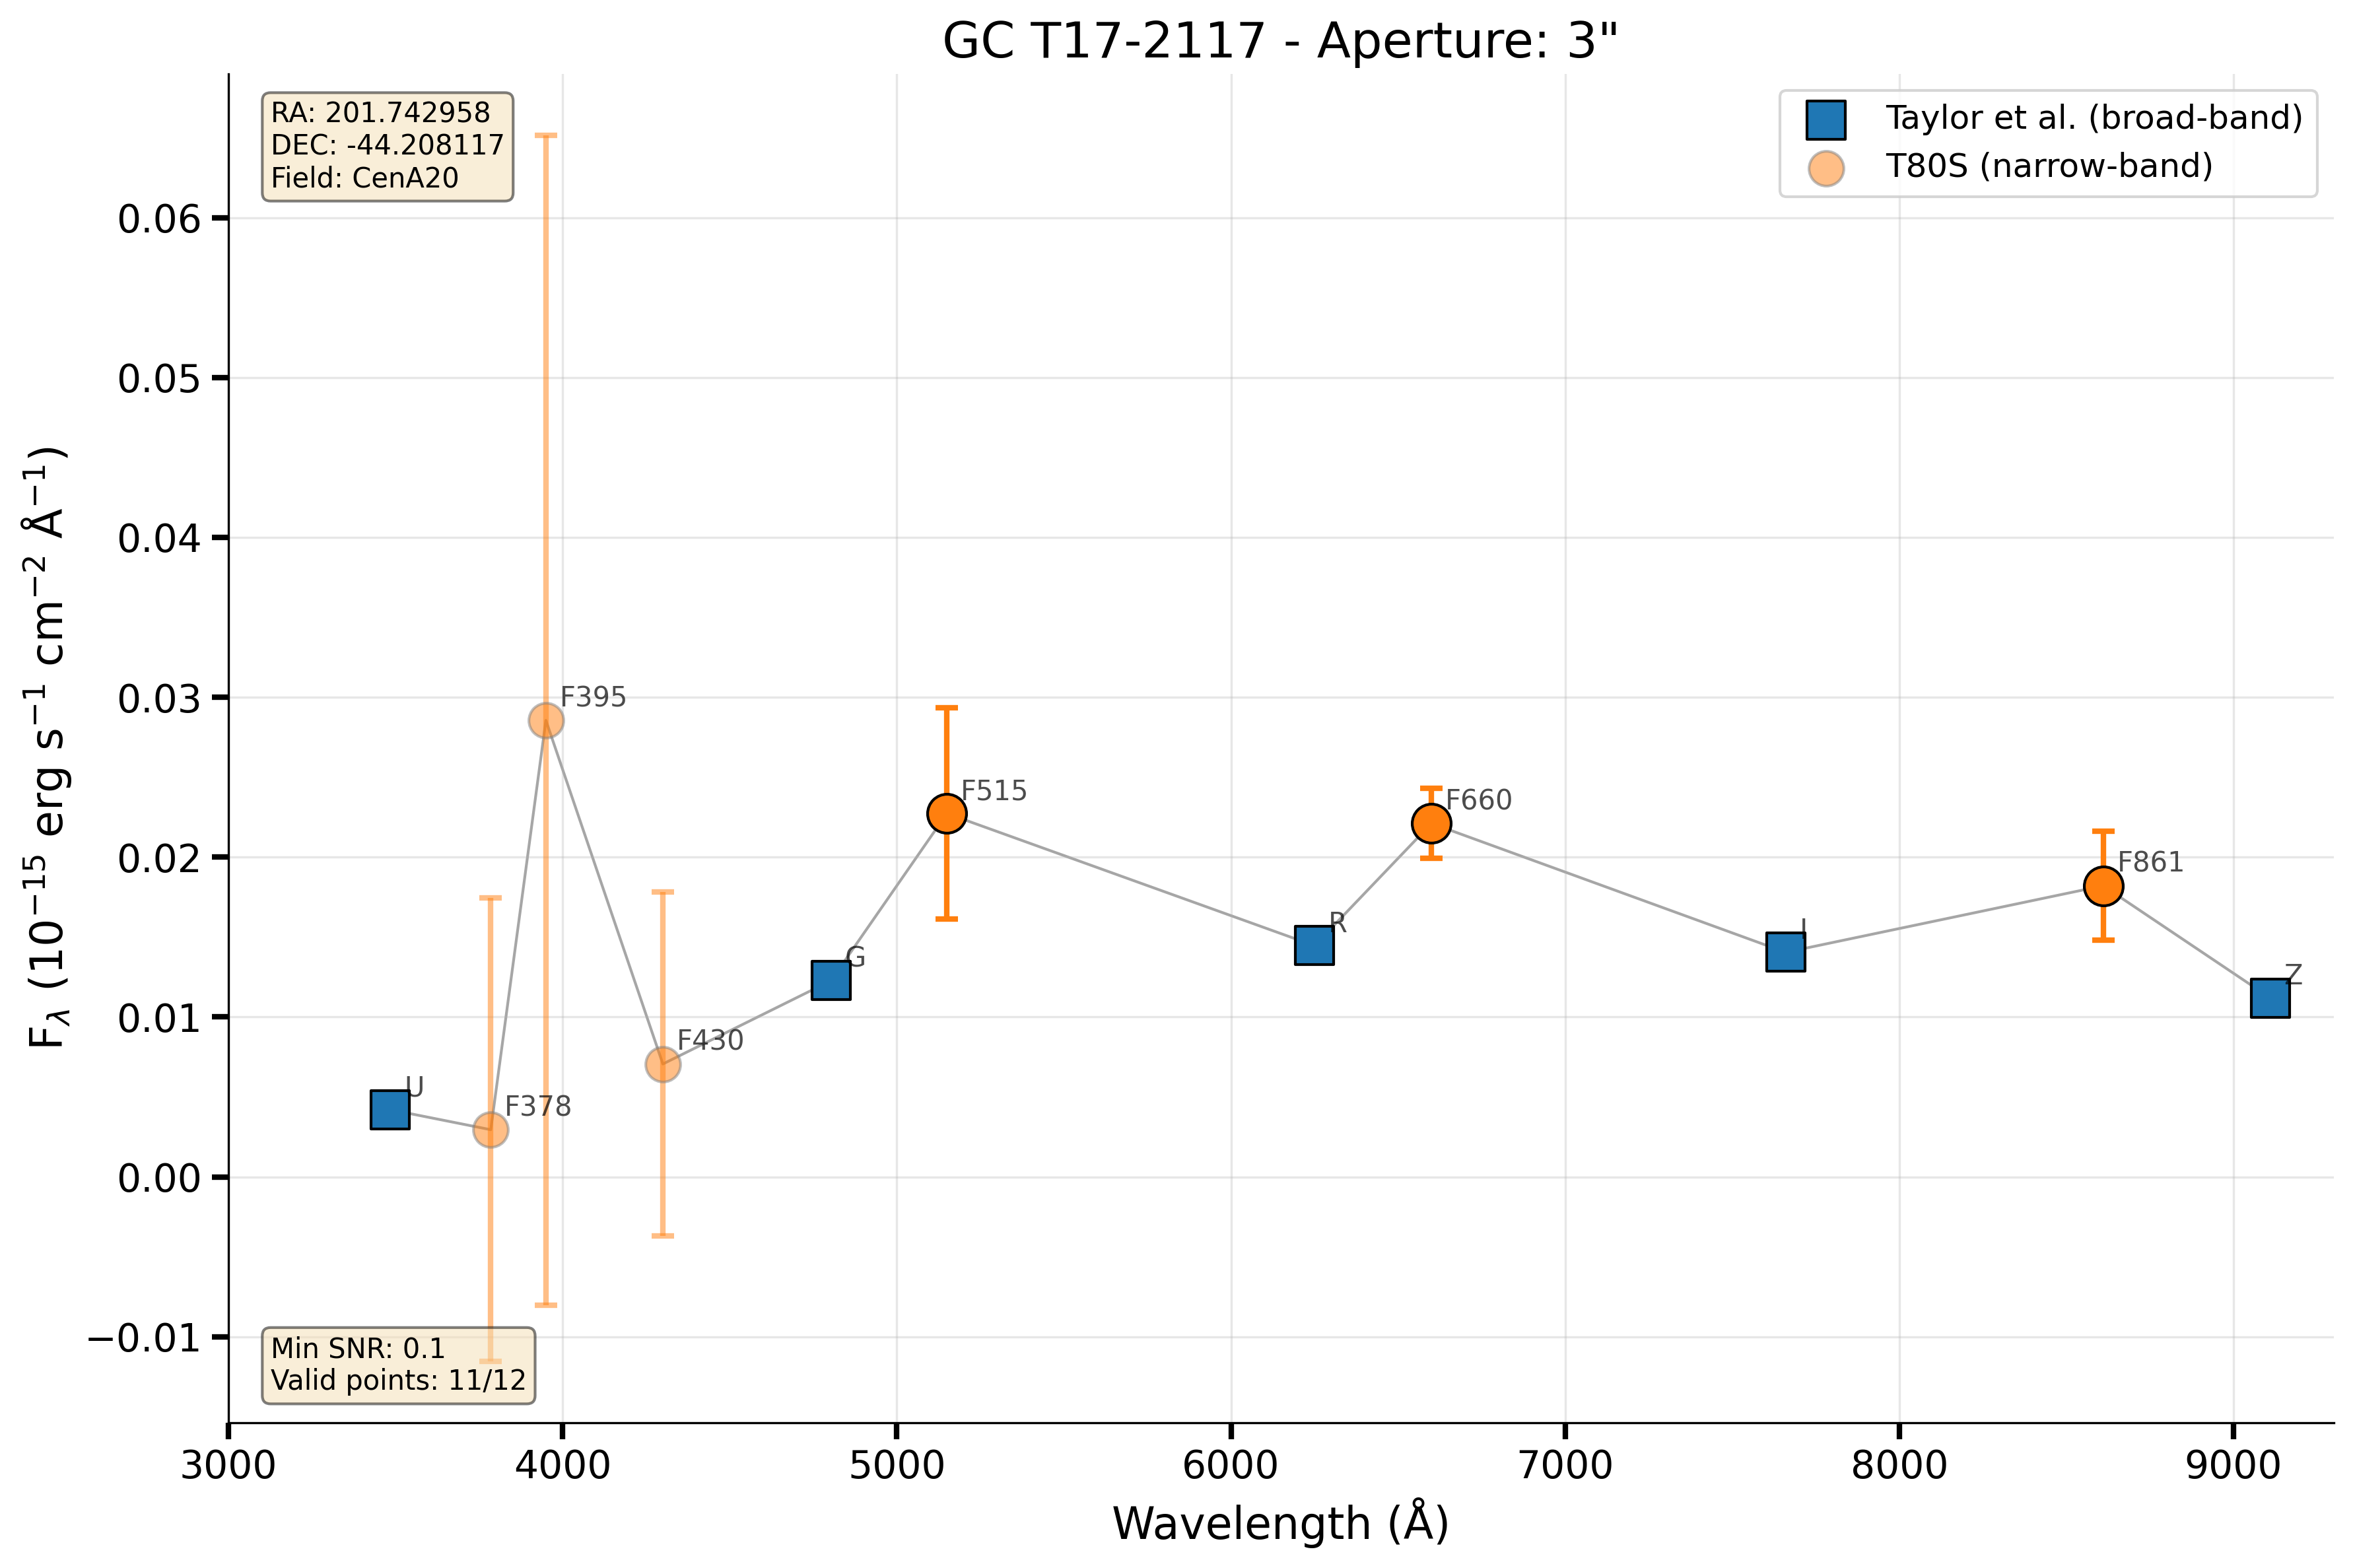 GC T17-2117 - Aperture: 3"
RA: 201.742958
DEC: -44.208117
Field: CenA20
Taylor et al. (broad-band)
T80S (narrow-band)
0.06
0.05
0.04
0.03
0.02
0.01
0.00
−0.01
F_λ (10⁻¹⁵ erg s⁻¹ cm⁻² Å⁻¹)
U
F378
F395
F430
G
F515
R
F660
I
F861
Z
Min SNR: 0.1
Valid points: 11/12
3000 4000 5000 6000 7000 8000 9000
Wavelength (Å)